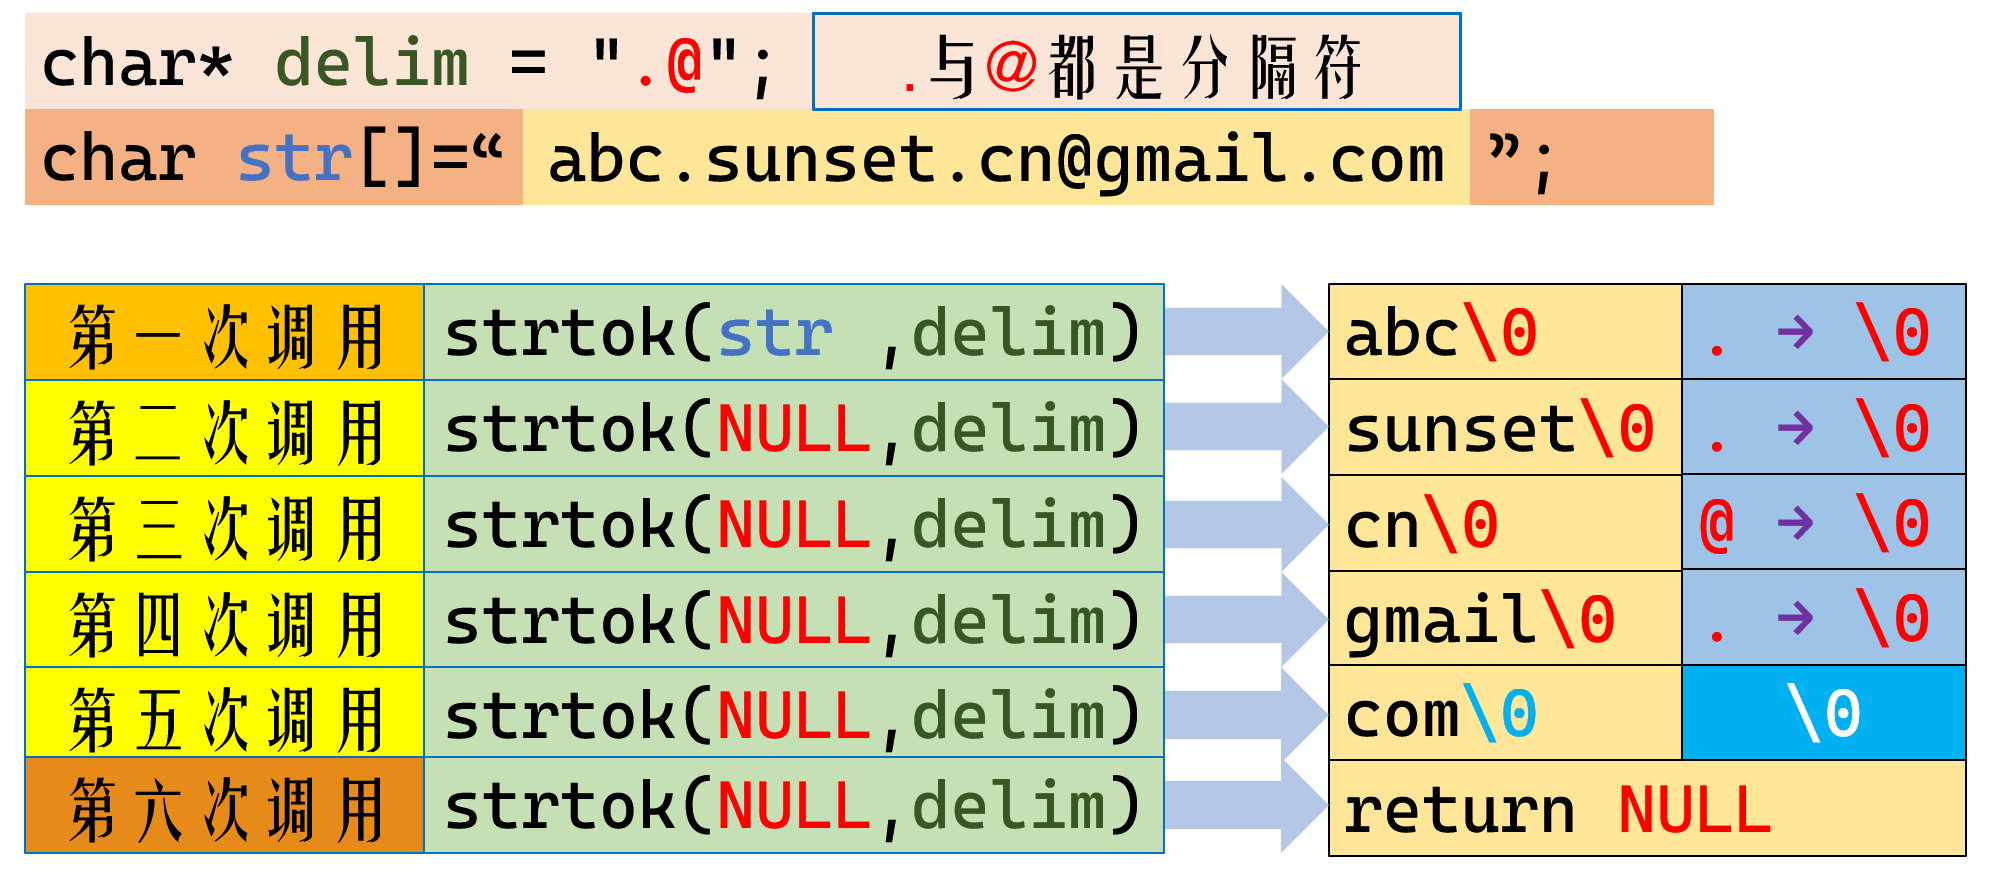 char* delim = ".@"; .与@都是分隔符
char str[]=“ abc.sunset.cn@gmail.com ”;
第一次调用 strtok(str ,delim) abc\0 . → \0
第二次调用 strtok(NULL,delim) sunset\0 . → \0
第三次调用 strtok(NULL,delim) cn\0 @ → \0
第四次调用 strtok(NULL,delim) gmail\0 . → \0
第五次调用 strtok(NULL,delim) com\0 \0
第六次调用 strtok(NULL,delim) return NULL